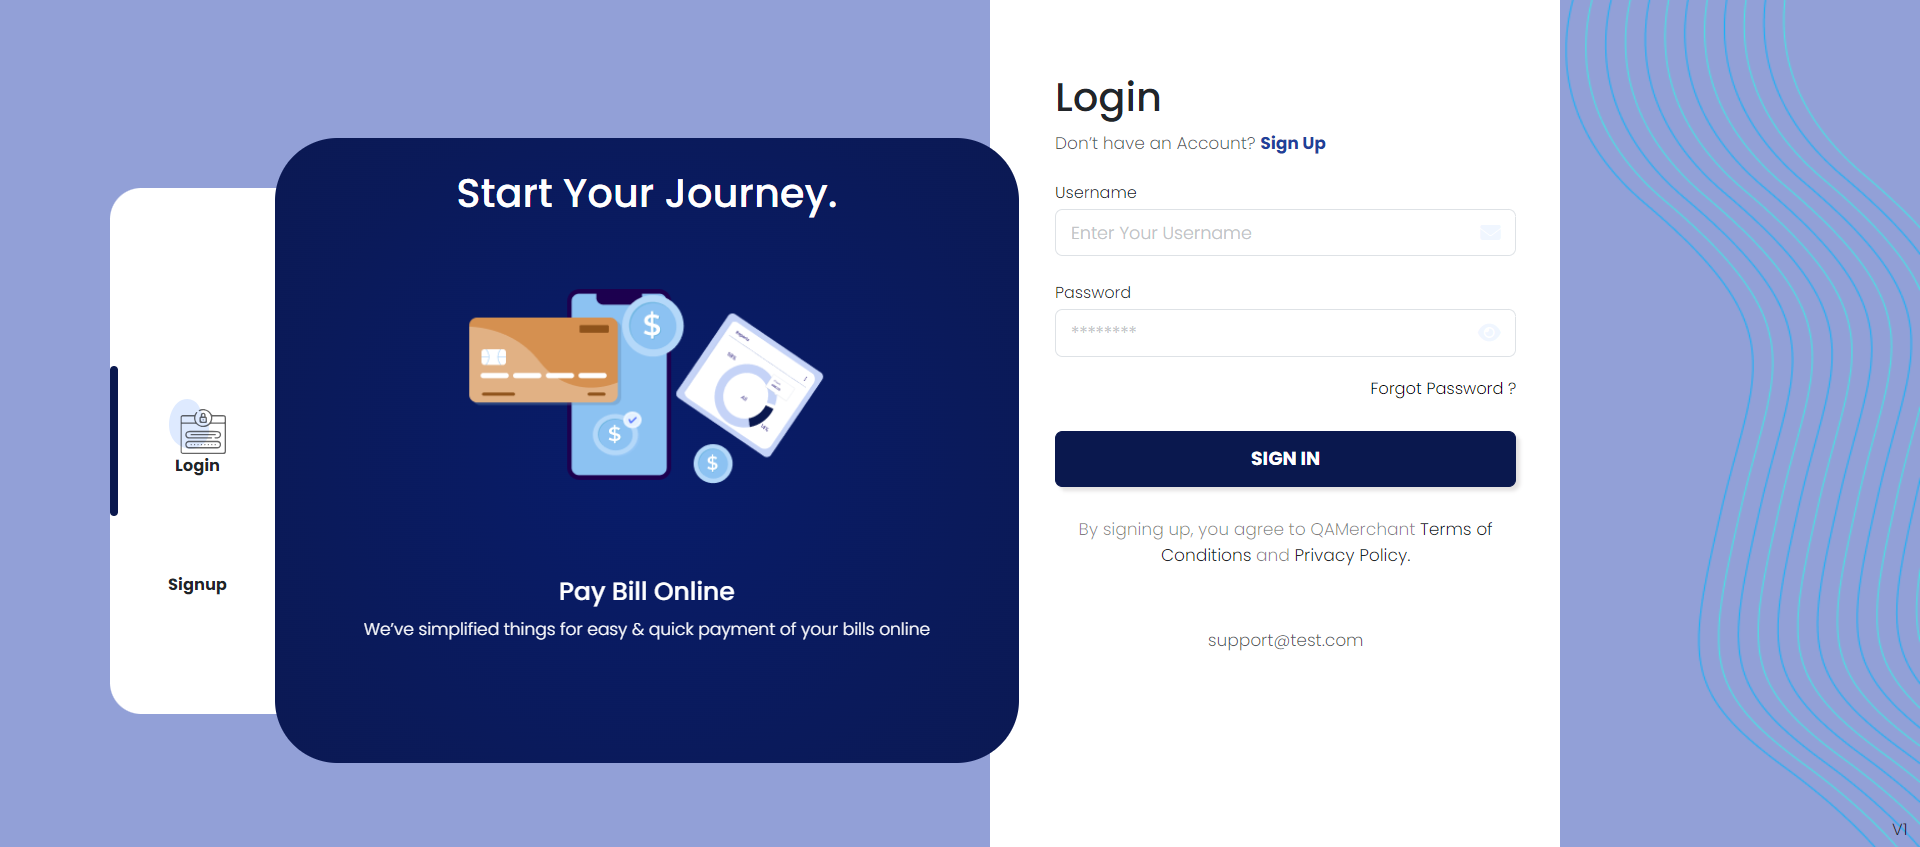 Login
Signup
Start Your Journey.
$
$
$
Pay Bill Online
We've simplified things for easy & quick payment of your bills online
Login
Don't have an Account? Sign Up
Username
Enter Your Username
Password
********
Forgot Password ?
SIGN IN
By signing up, you agree to QAMerchant Terms of
Conditions and Privacy Policy.
support@test.com
V1